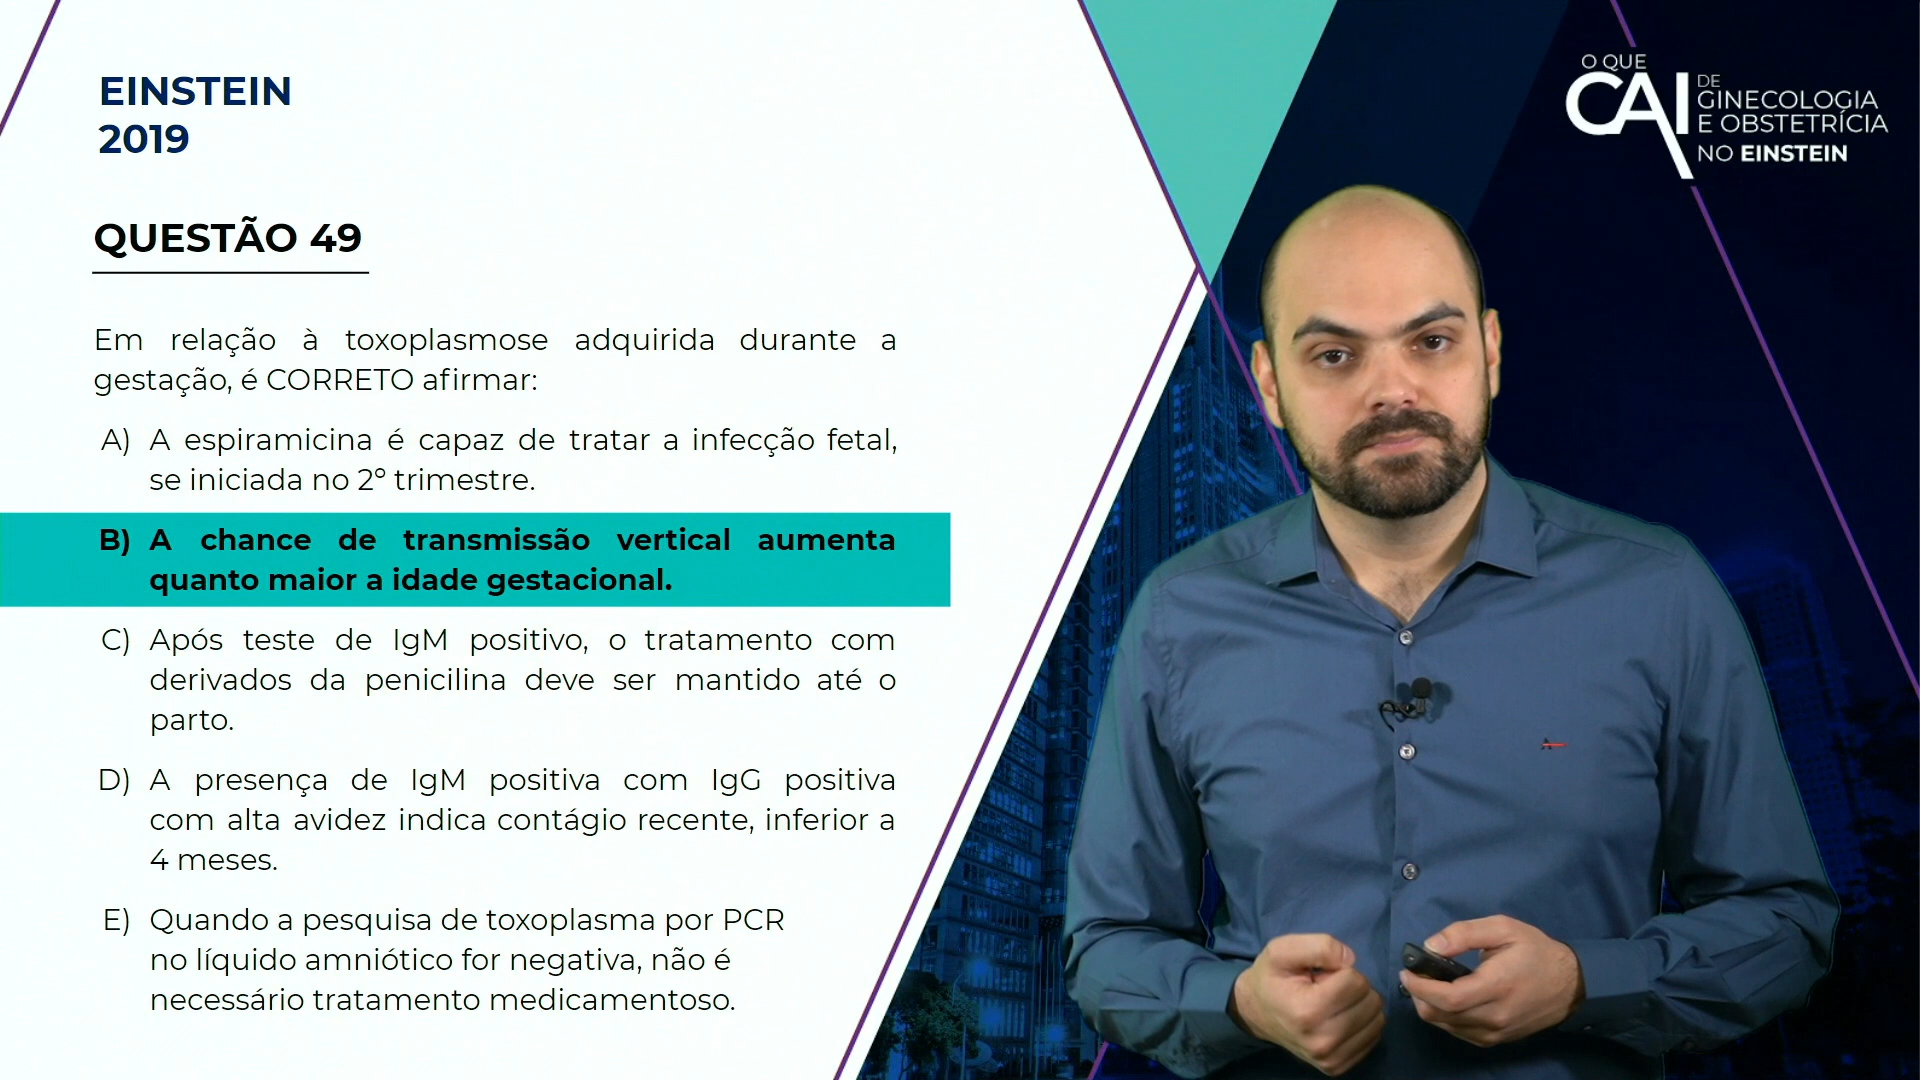 EINSTEIN
2019
QUESTÃO 49
Em relação à toxoplasmose adquirida durante a
gestação, é CORRETO afirmar:
A) A espiramicina é capaz de tratar a infecção fetal,
se iniciada no 2º trimestre.
B) A chance de transmissão vertical aumenta
quanto maior a idade gestacional.
C) Após teste de IgM positivo, o tratamento com
derivados da penicilina deve ser mantido até o
parto.
D) A presença de IgM positiva com IgG positiva
com alta avidez indica contágio recente, inferior a
4 meses.
E) Quando a pesquisa de toxoplasma por PCR
no líquido amniótico for negativa, não é
necessário tratamento medicamentoso.
O QUE
CAI
DE
GINECOLOGIA
E OBSTETRÍCIA
NO EINSTEIN